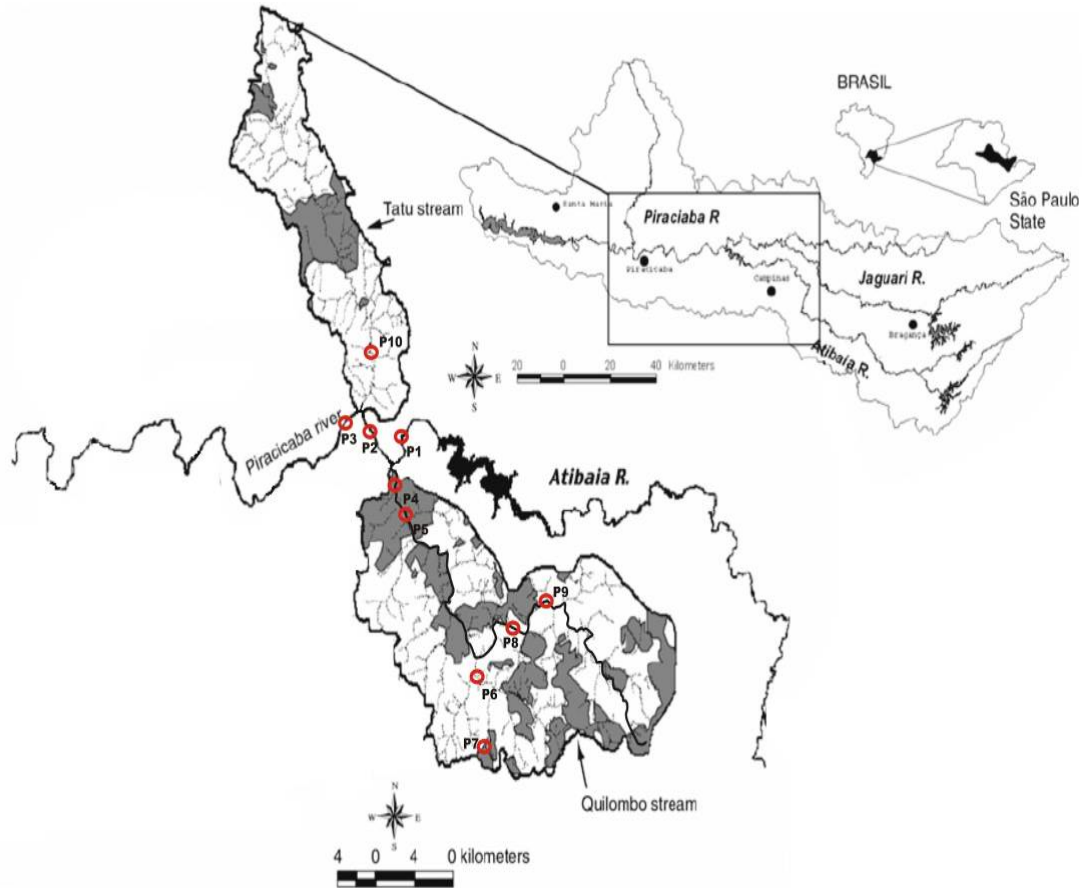 BRASIL
São Paulo
State
Tatu stream
Santa Maria
Piraciaba R
Piracicaba
Campinas
Jaguari R.
Bragança
Atibaia R.
P10
N
W E
S
20 0 20 40 Kilometers
Piracicaba river
P3
P2
P1
Atibaia R.
P4
P5
P9
P8
P6
P7
Quilombo stream
N
W E
S
4 0 4 0 kilometers